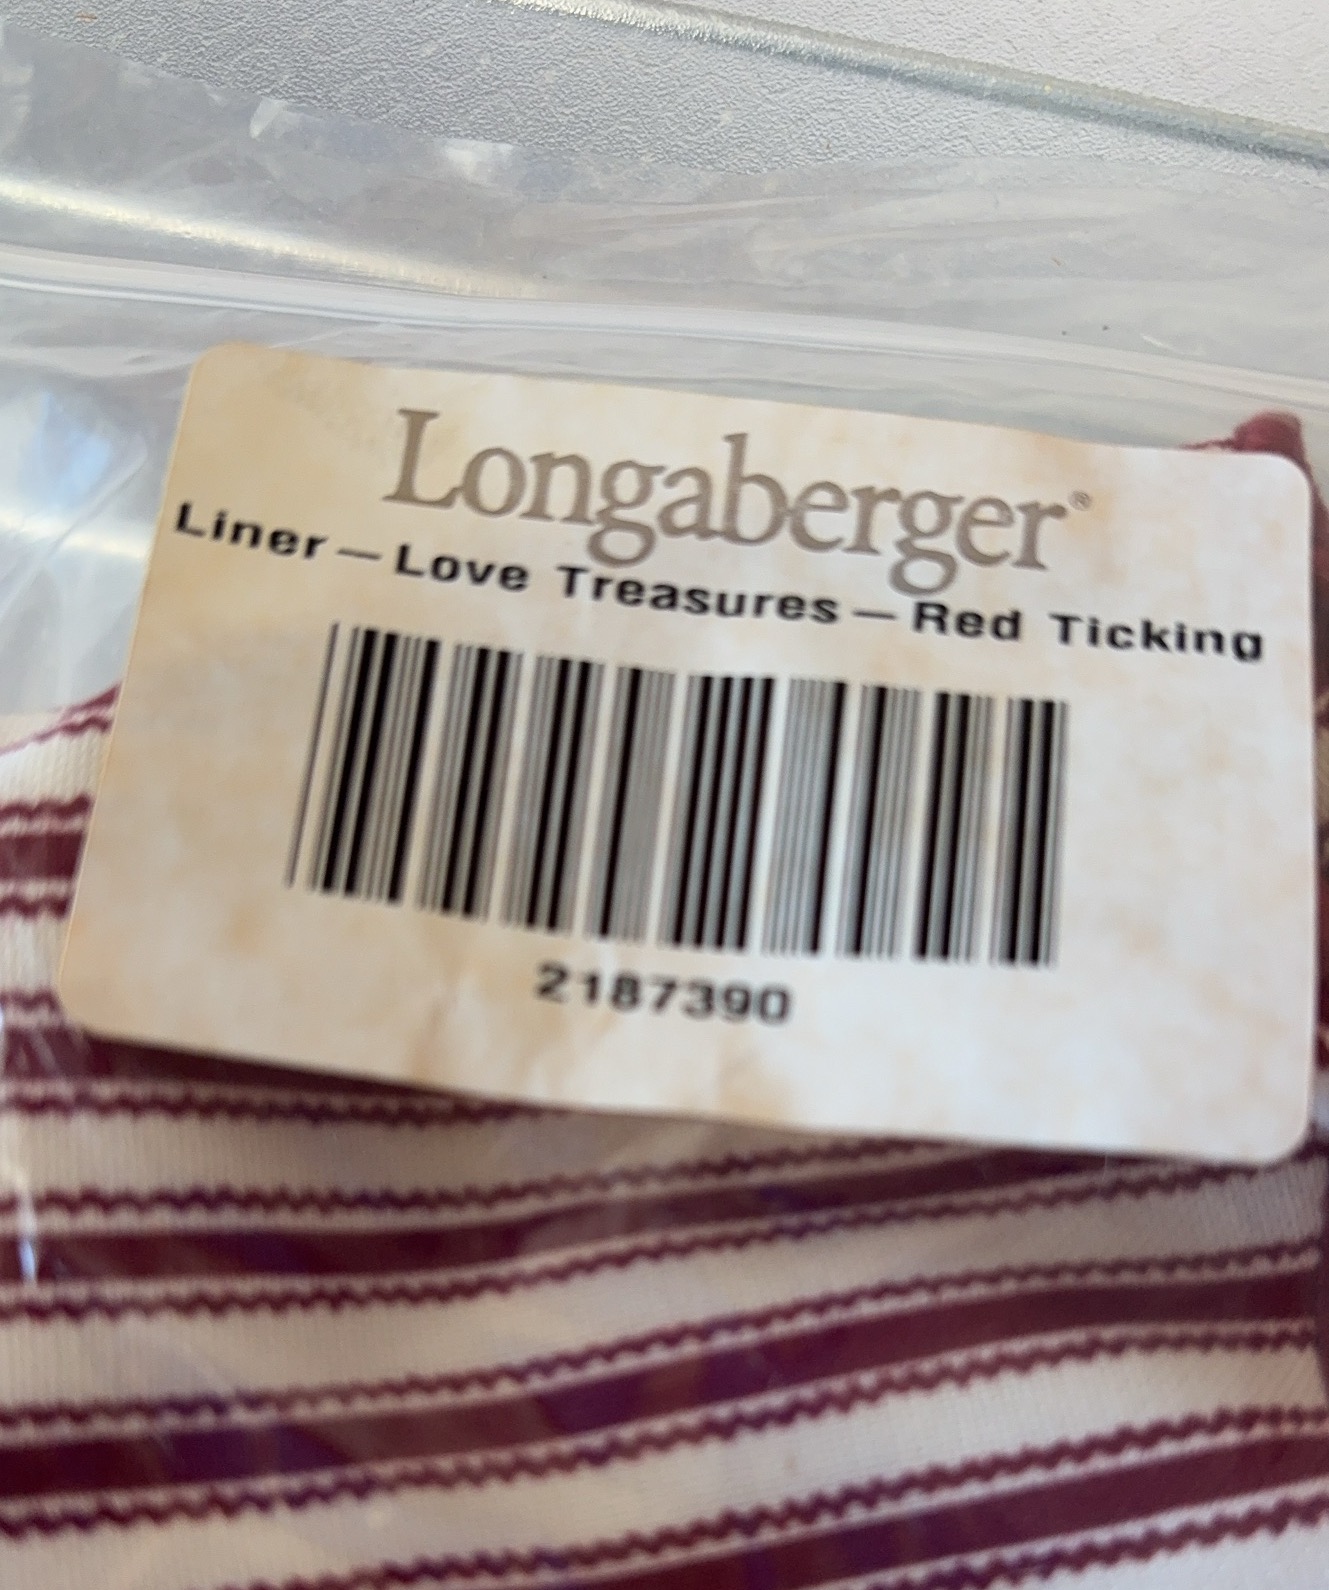 Longaberger®
Liner—Love Treasures—Red Ticking
2187390